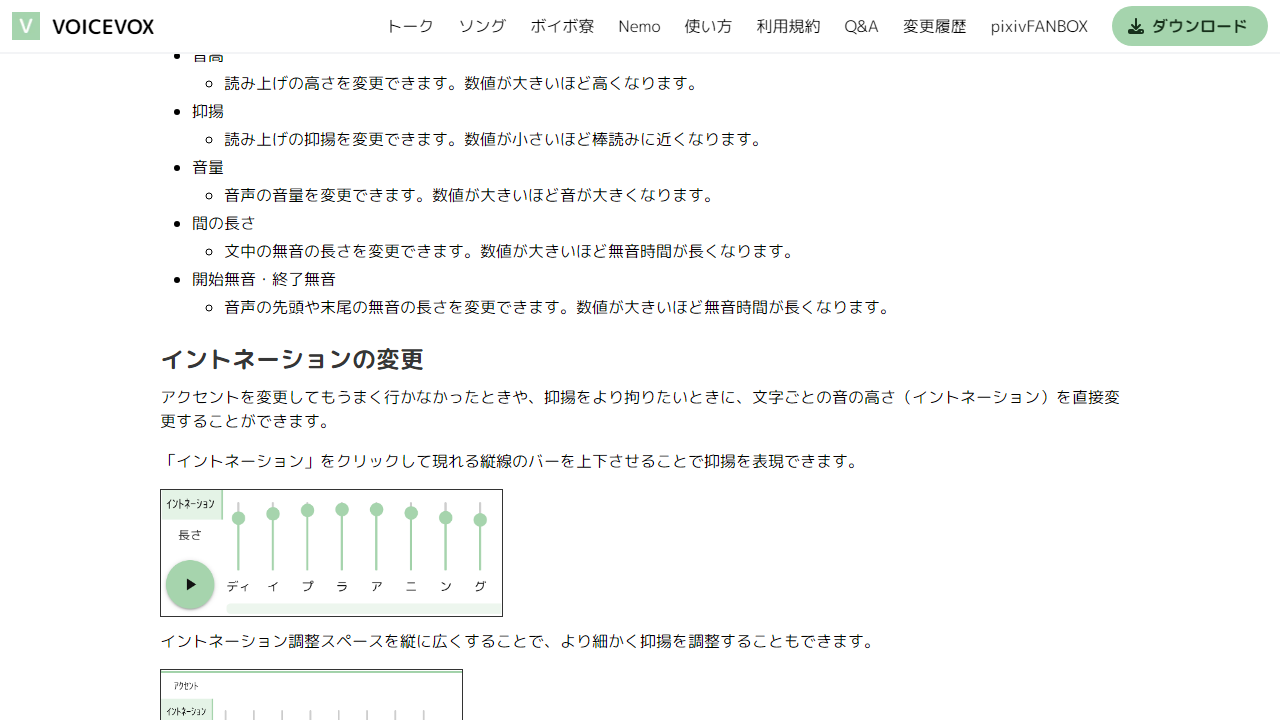 VOICEVOX トーク ソング ボイボ寮 Nemo 使い方 利用規約 Q&A 変更履歴 pixivFANBOX ダウンロード
音高
読み上げの高さを変更できます。数値が大きいほど高くなります。
抑揚
読み上げの抑揚を変更できます。数値が小さいほど棒読みに近くなります。
音量
音声の音量を変更できます。数値が大きいほど音が大きくなります。
間の長さ
文中の無音の長さを変更できます。数値が大きいほど無音時間が長くなります。
開始無音・終了無音
音声の先頭や末尾の無音の長さを変更できます。数値が大きいほど無音時間が長くなります。
イントネーションの変更
アクセントを変更してもうまく行かなかったときや、抑揚をより拘りたいときに、文字ごとの音の高さ（イントネーション）を直接変
更することができます。
「イントネーション」をクリックして現れる縦線のバーを上下させることで抑揚を表現できます。
イントネーション
長さ
ディ イ プ ラ ア ニ ン グ
イントネーション調整スペースを縦に広くすることで、より細かく抑揚を調整することもできます。
アクセント
イントネーション